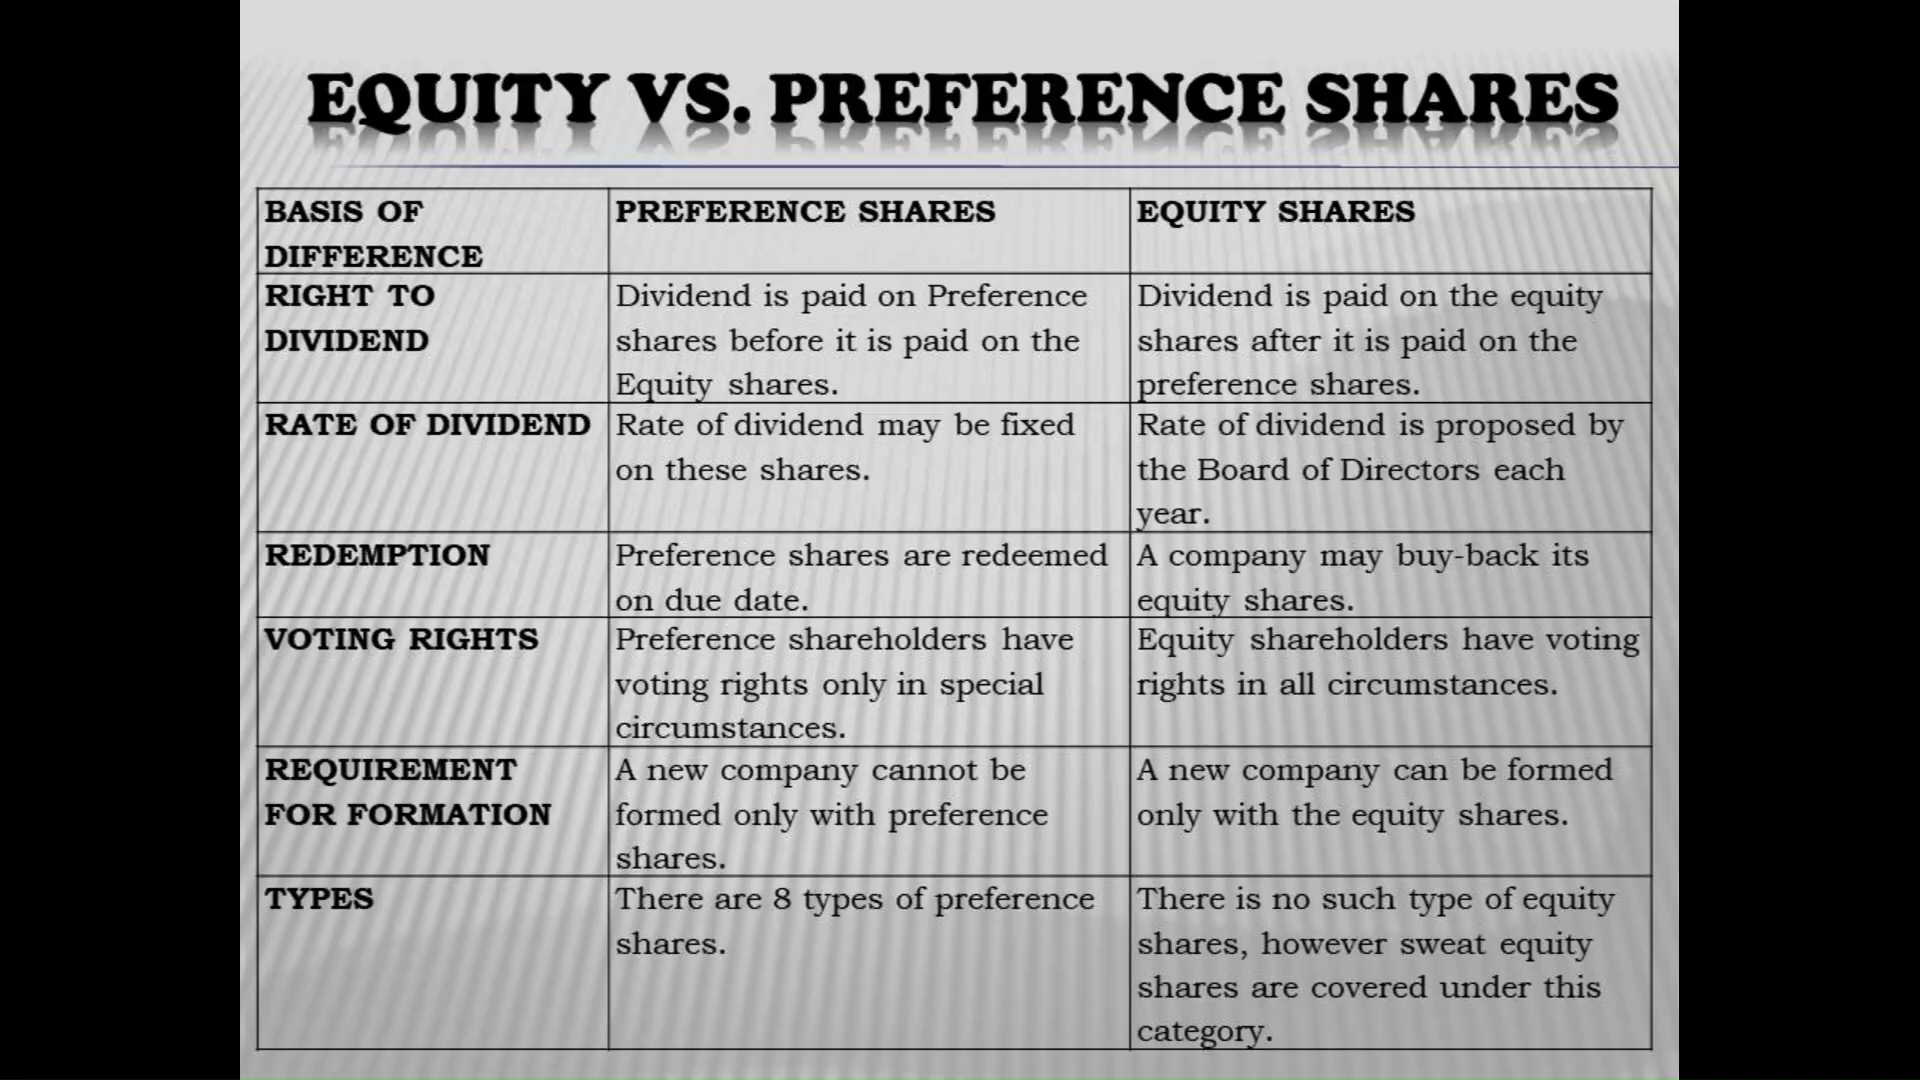 EQUITY VS. PREFERENCE SHARES
BASIS OF
DIFFERENCE
PREFERENCE SHARES
EQUITY SHARES
RIGHT TO
DIVIDEND
Dividend is paid on Preference
shares before it is paid on the
Equity shares.
Dividend is paid on the equity
shares after it is paid on the
preference shares.
RATE OF DIVIDEND
Rate of dividend may be fixed
on these shares.
Rate of dividend is proposed by
the Board of Directors each
year.
REDEMPTION
Preference shares are redeemed
on due date.
A company may buy-back its
equity shares.
VOTING RIGHTS
Preference shareholders have
voting rights only in special
circumstances.
Equity shareholders have voting
rights in all circumstances.
REQUIREMENT
FOR FORMATION
A new company cannot be
formed only with preference
shares.
A new company can be formed
only with the equity shares.
TYPES
There are 8 types of preference
shares.
There is no such type of equity
shares, however sweat equity
shares are covered under this
category.